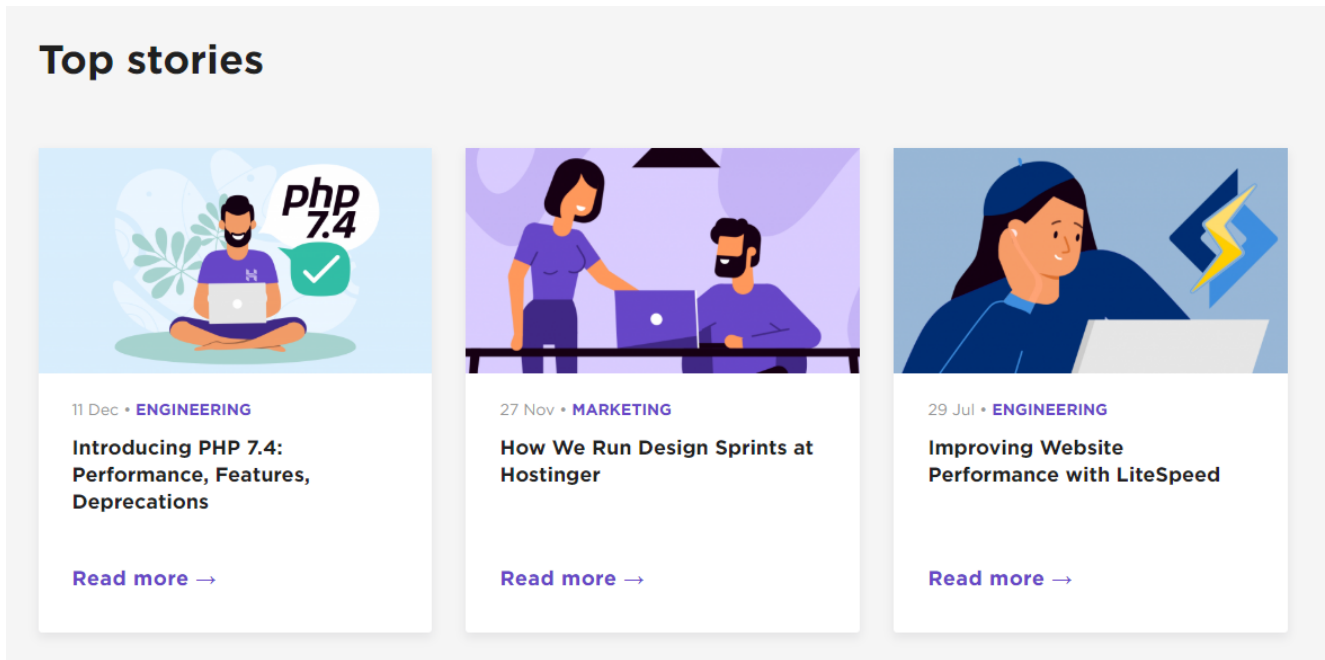 Top stories
php
7.4
11 Dec • ENGINEERING
Introducing PHP 7.4:
Performance, Features,
Deprecations
Read more →
27 Nov • MARKETING
How We Run Design Sprints at
Hostinger
Read more →
29 Jul • ENGINEERING
Improving Website
Performance with LiteSpeed
Read more →